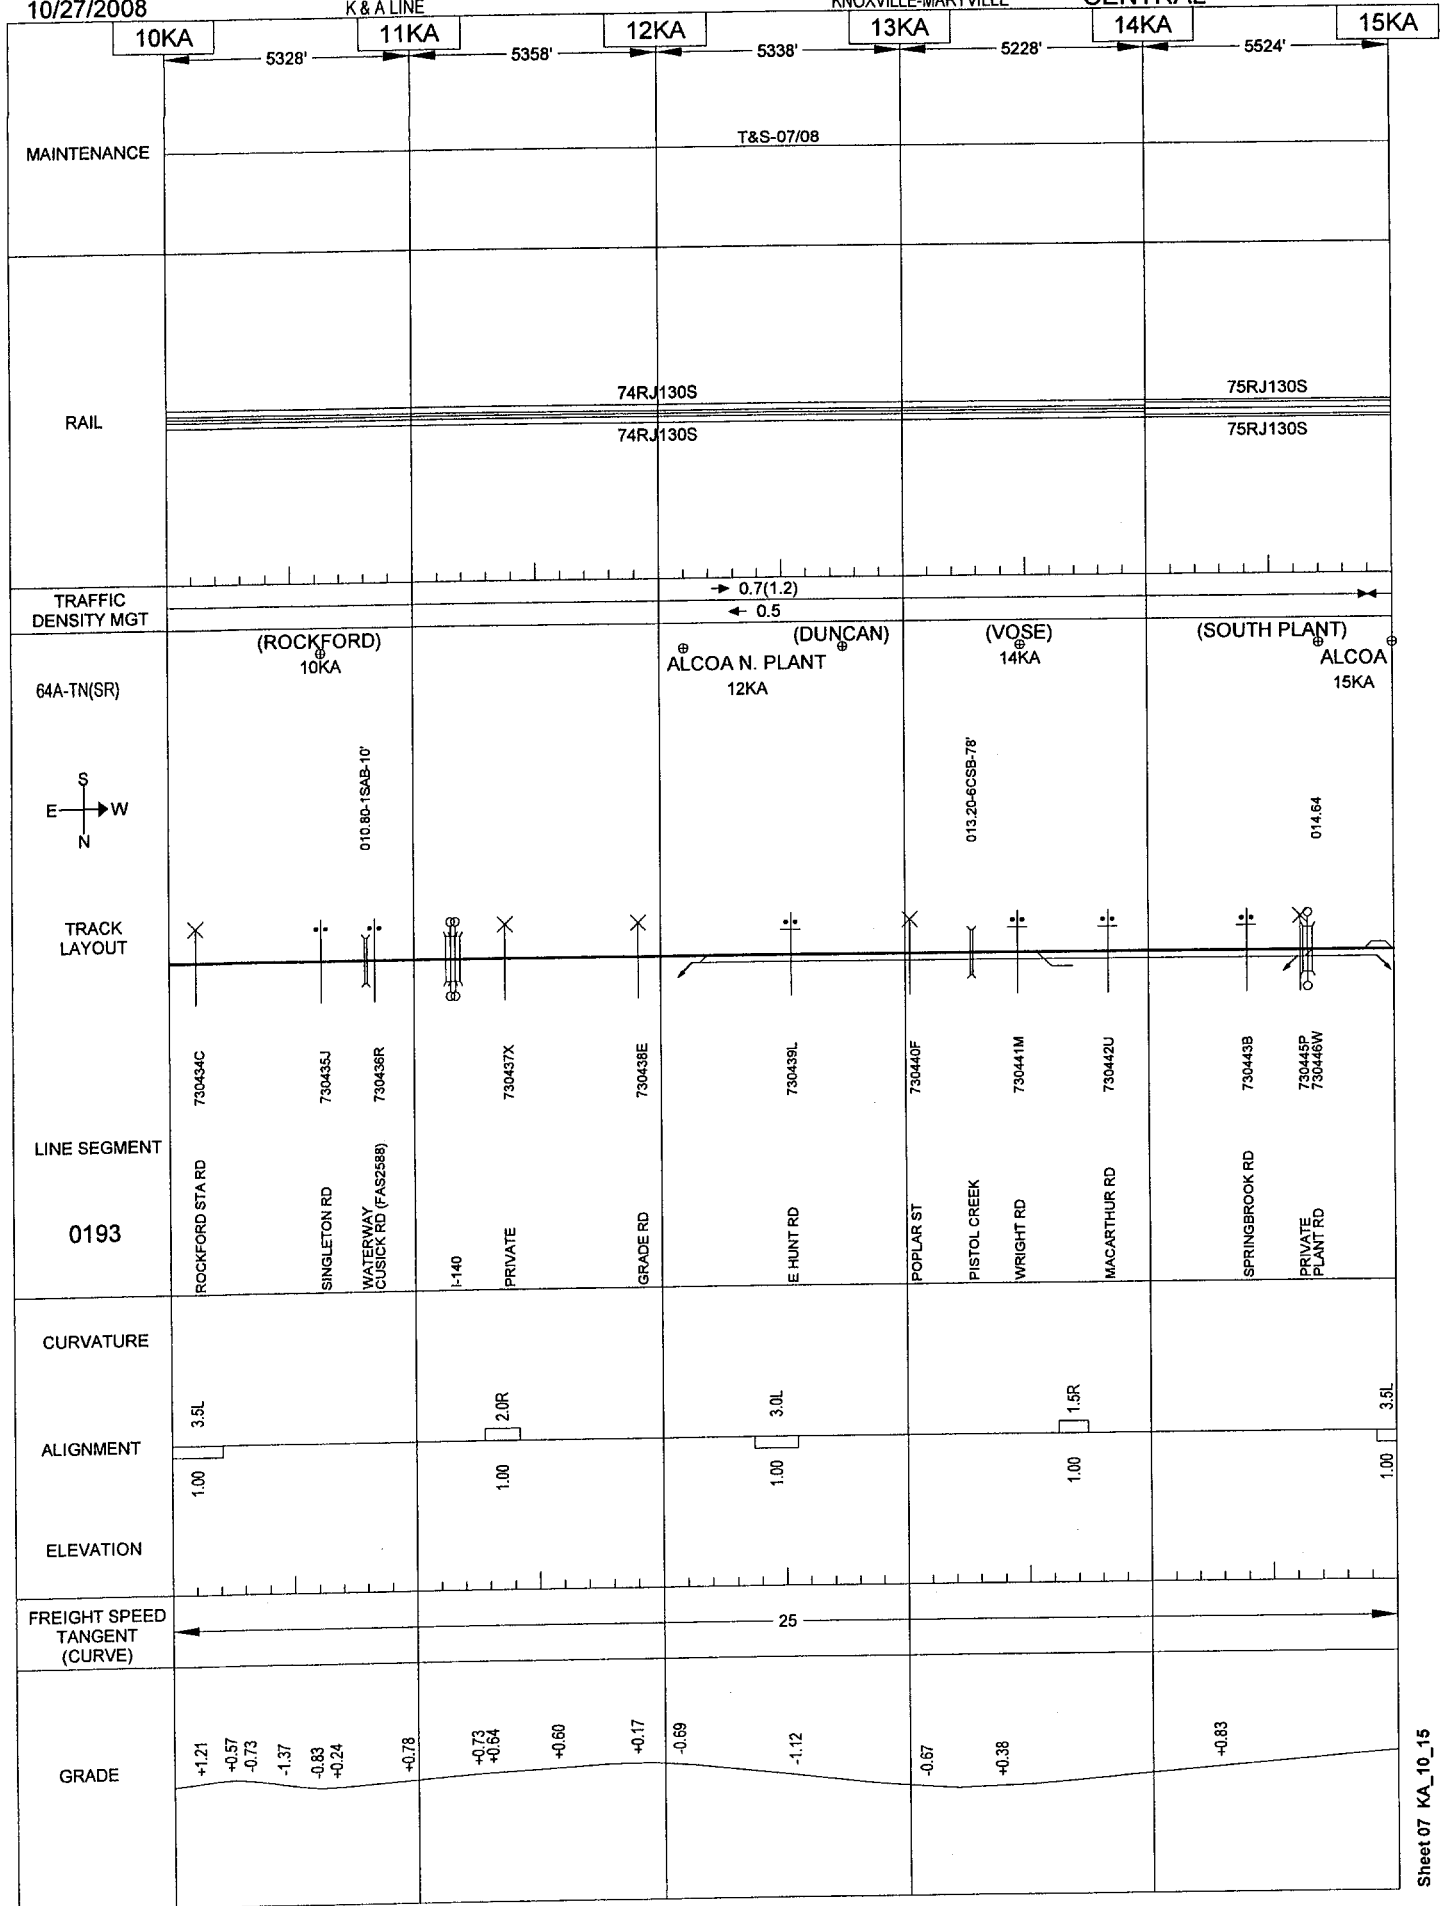 10/27/2008 K & A LINE KNOXVILLE-MARYVILLE CENTRAL
10KA 11KA 12KA 13KA 14KA 15KA
5328' 5358' 5338' 5228' 5524'
MAINTENANCE
T&S-07/08
RAIL
74RJ130S 75RJ130S
74RJ130S 75RJ130S
TRAFFIC
DENSITY MGT
0.7(1.2)
0.5
64A-TN(SR)
(ROCKFORD)
10KA
ALCOA N. PLANT
12KA
(DUNCAN)
(VOSE)
14KA
(SOUTH PLANT)
ALCOA
15KA
S
E W
N
010.80-1SAB-10'
013.20-6CSB-78'
014.64
TRACK
LAYOUT
730434C
730435J
730436R
730437X
730438E
730439L
730440F
730441M
730442U
730443B
730445P
730446W
LINE SEGMENT
0193
ROCKFORD STA RD
SINGLETON RD
WATERWAY
CUSICK RD (FAS2588)
I-140
PRIVATE
GRADE RD
E HUNT RD
POPLAR ST
PISTOL CREEK
WRIGHT RD
MACARTHUR RD
SPRINGBROOK RD
PRIVATE
PLANT RD
CURVATURE
3.5L 2.0R 3.0L 1.5R 3.5L
ALIGNMENT
1.00 1.00 1.00 1.00 1.00
ELEVATION
FREIGHT SPEED
TANGENT
(CURVE)
25
GRADE
+1.21
+0.57
-0.73
-1.37
-0.83
+0.24
+0.78
+0.73
+0.64
+0.60
+0.17
-0.69
-1.12
-0.67
+0.38
+0.83
Sheet 07 KA_10_15